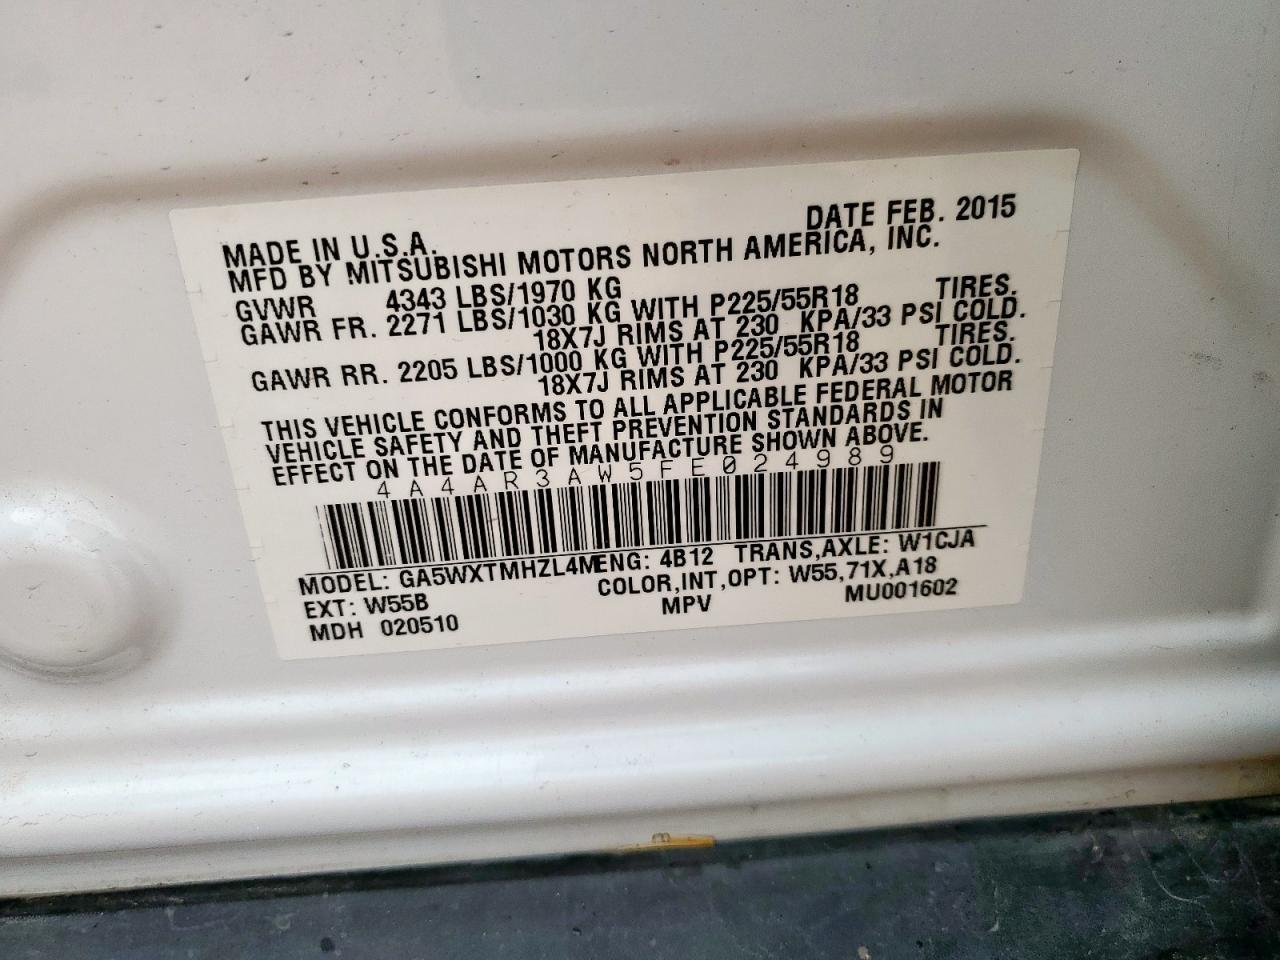 DATE FEB. 2015
MADE IN U.S.A.
MFD BY MITSUBISHI MOTORS NORTH AMERICA, INC.
GVWR 4343 LBS/1970 KG
GAWR FR. 2271 LBS/1030 KG WITH P225/55R18 TIRES.
18X7J RIMS AT 230 KPA/33 PSI COLD.
GAWR RR. 2205 LBS/1000 KG WITH P225/55R18 TIRES.
18X7J RIMS AT 230 KPA/33 PSI COLD.
THIS VEHICLE CONFORMS TO ALL APPLICABLE FEDERAL MOTOR
VEHICLE SAFETY AND THEFT PREVENTION STANDARDS IN
EFFECT ON THE DATE OF MANUFACTURE SHOWN ABOVE.
4A4AR3AW5FE024989
MODEL: GA5WXTMHZL4M ENG: 4B12 TRANS,AXLE: W1CJA
EXT: W55B COLOR,INT,OPT: W55,71X,A18
MDH 020510 MPV MU001602